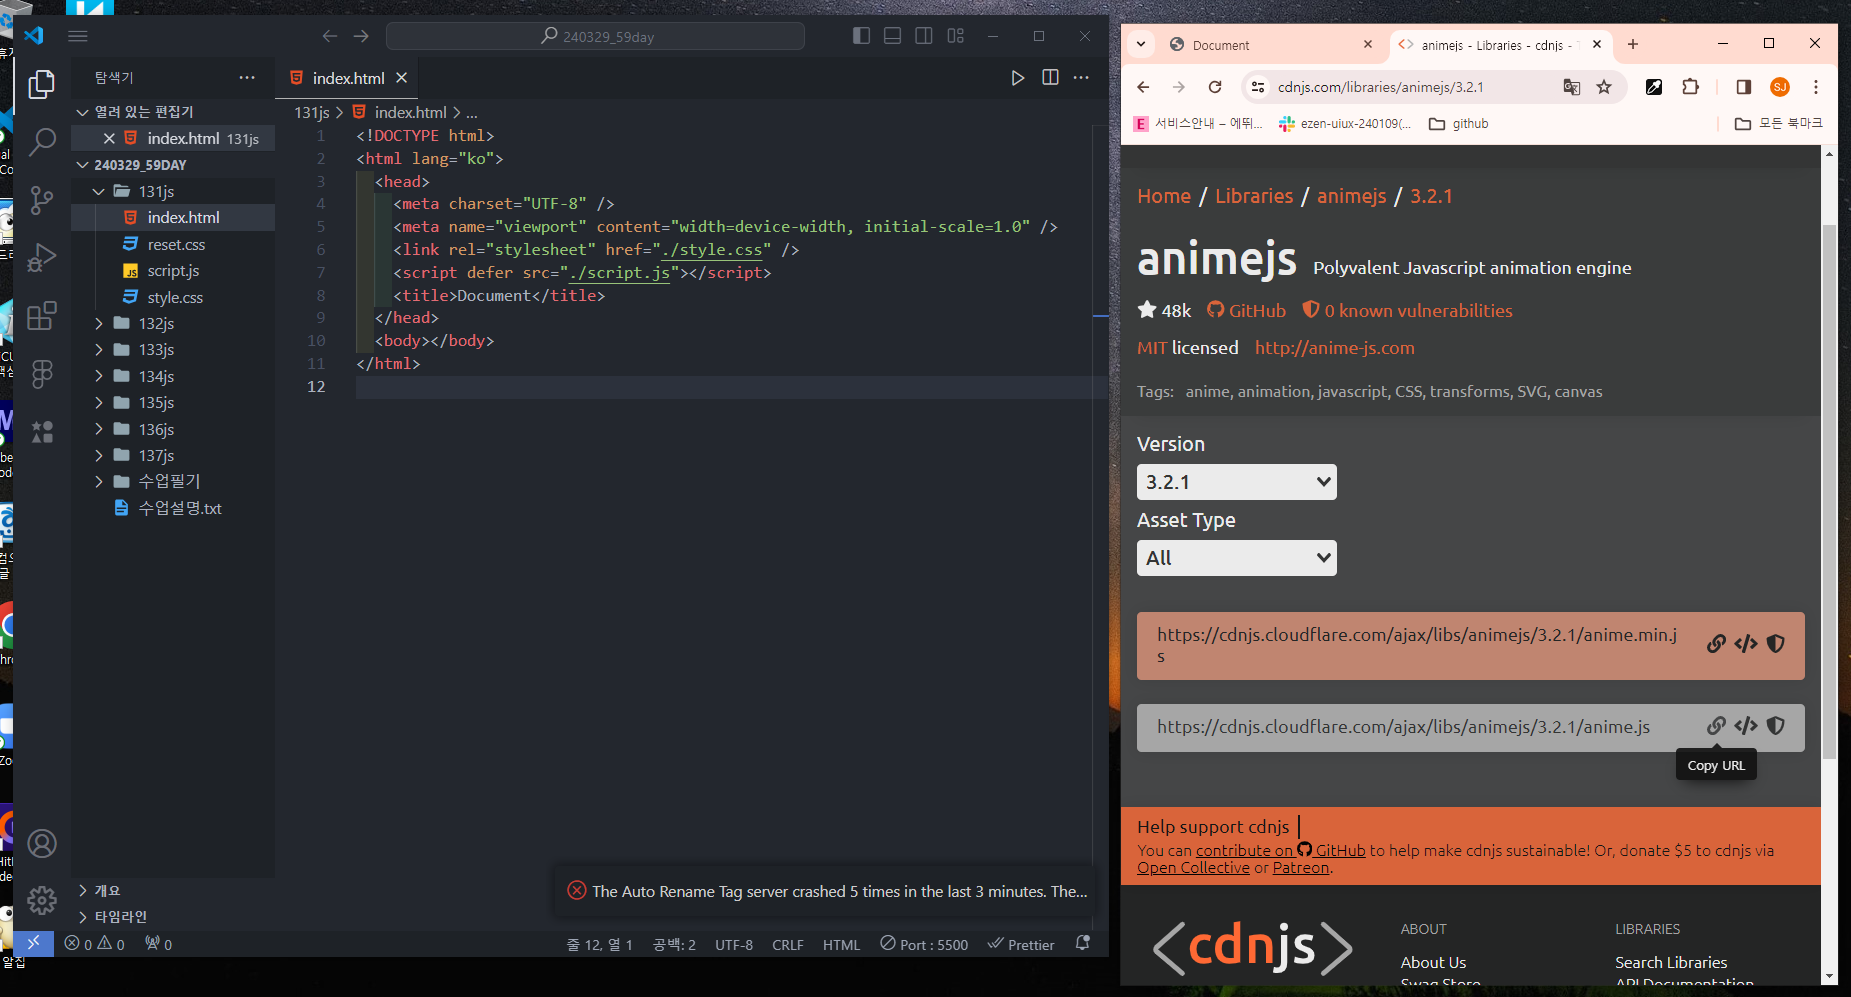 240329_59day
탐색기
index.html
열려 있는 편집기
index.html 131js
240329_59DAY
131js
index.html
reset.css
JS script.js
style.css
132js
133js
134js
135js
136js
137js
수업필기
수업설명.txt
개요
타임라인
131js > index.html > ...
1 <!DOCTYPE html>
2 <html lang="ko">
3 <head>
4 <meta charset="UTF-8" />
5 <meta name="viewport" content="width=device-width, initial-scale=1.0" />
6 <link rel="stylesheet" href="./style.css" />
7 <script defer src="./script.js"></script>
8 <title>Document</title>
9 </head>
10 <body></body>
11 </html>
12
The Auto Rename Tag server crashed 5 times in the last 3 minutes. The...
0 0 0
줄 12, 열 1 공백: 2 UTF-8 CRLF HTML Port : 5500 Prettier
알집
Document
animejs - Libraries - cdnjs -
cdnjs.com/libraries/animejs/3.2.1
SJ
E 서비스안내 – 에뛰...
ezen-uiux-240109(...
github
모든 북마크
Home / Libraries / animejs / 3.2.1
animejs Polyvalent Javascript animation engine
48k GitHub 0 known vulnerabilities
MIT licensed http://anime-js.com
Tags: anime, animation, javascript, CSS, transforms, SVG, canvas
Version
3.2.1
Asset Type
All
https://cdnjs.cloudflare.com/ajax/libs/animejs/3.2.1/anime.min.j
s
https://cdnjs.cloudflare.com/ajax/libs/animejs/3.2.1/anime.js
Copy URL
Help support cdnjs
You can contribute on GitHub to help make cdnjs sustainable! Or, donate $5 to cdnjs via
Open Collective or Patreon.
<cdnjs>
ABOUT
About Us
Swag Store
LIBRARIES
Search Libraries
API Documentation